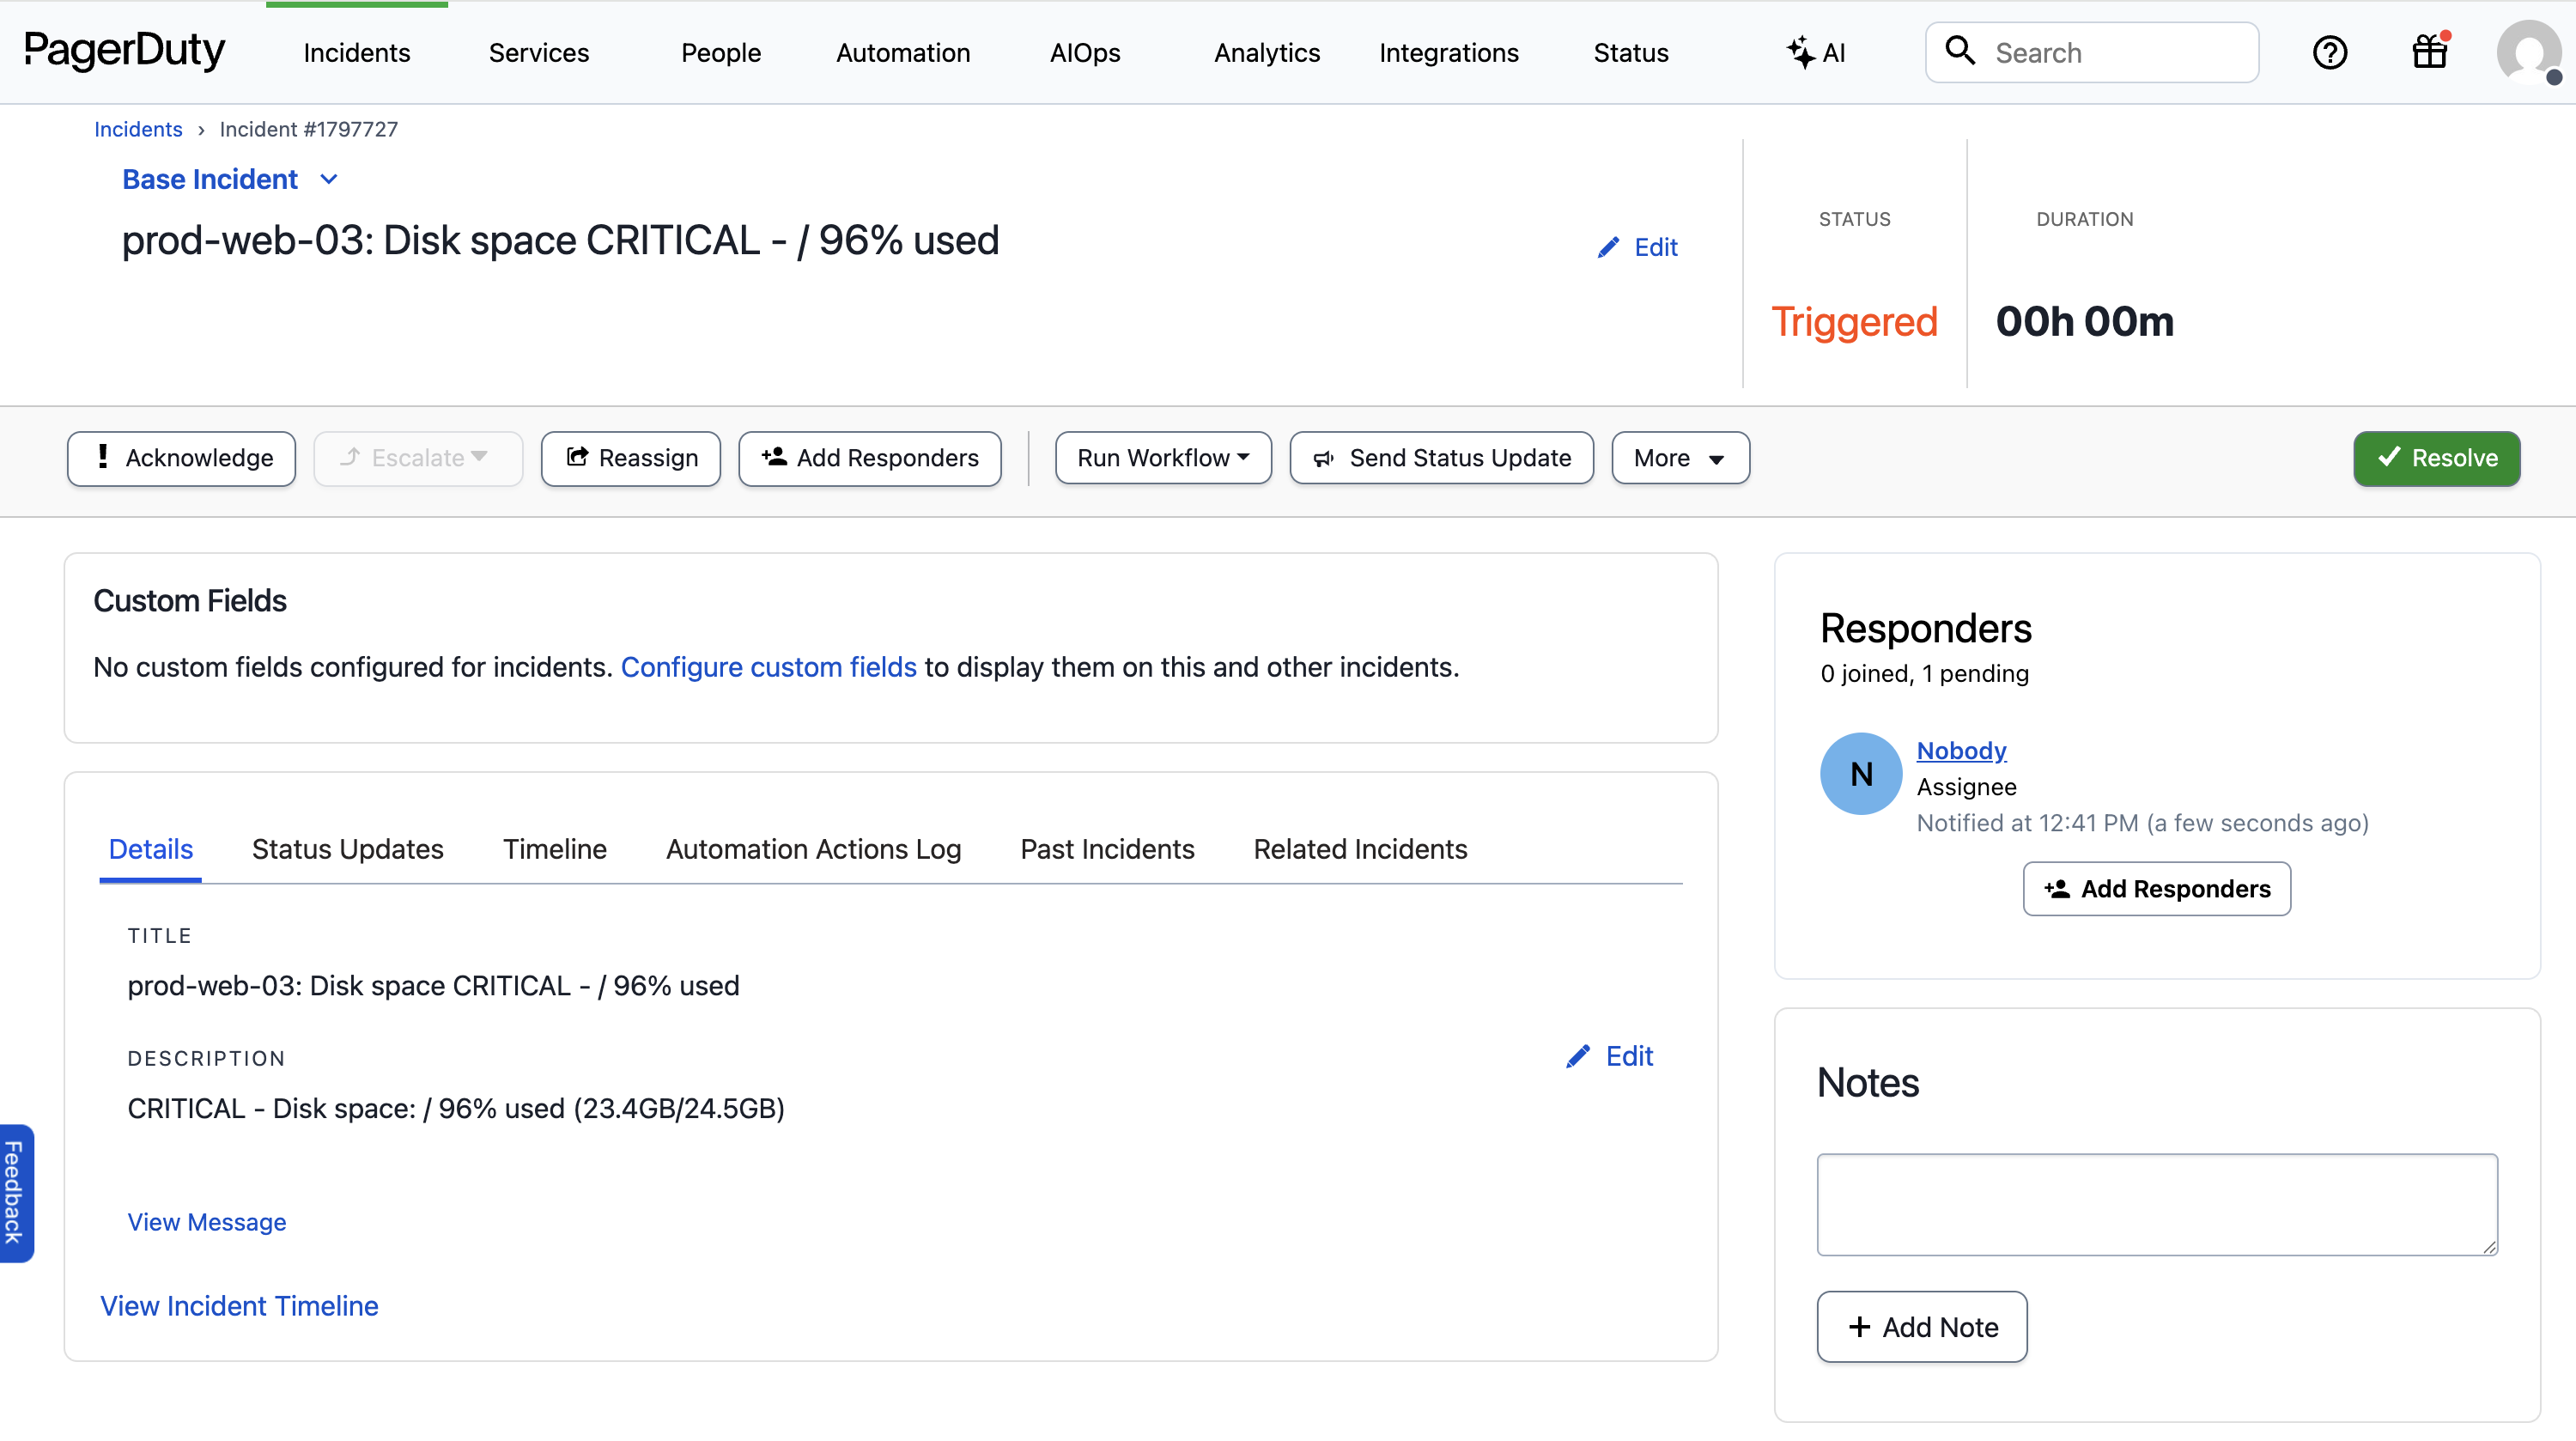 PagerDuty
Incidents
Services
People
Automation
AIOps
Analytics
Integrations
Status
AI
Search
Incidents › Incident #1797727
Base Incident
prod-web-03: Disk space CRITICAL - / 96% used
Edit
STATUS
Triggered
DURATION
00h 00m
Acknowledge
Escalate
Reassign
Add Responders
Run Workflow
Send Status Update
More
Resolve
Custom Fields
No custom fields configured for incidents. Configure custom fields to display them on this and other incidents.
Details
Status Updates
Timeline
Automation Actions Log
Past Incidents
Related Incidents
TITLE
prod-web-03: Disk space CRITICAL - / 96% used
DESCRIPTION
Edit
CRITICAL - Disk space: / 96% used (23.4GB/24.5GB)
View Message
View Incident Timeline
Responders
0 joined, 1 pending
N
Nobody
Assignee
Notified at 12:41 PM (a few seconds ago)
Add Responders
Notes
+ Add Note
Feedback